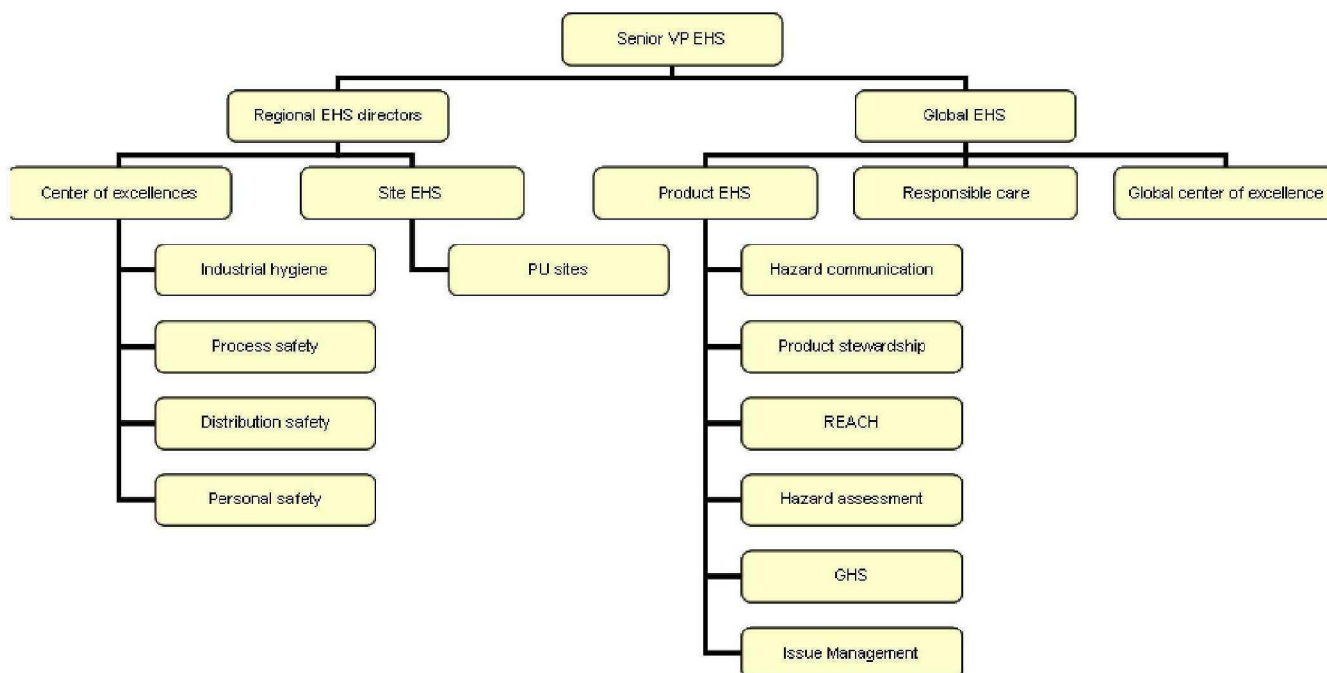 Senior VP EHS
Regional EHS directors
Global EHS
Center of excellences
Site EHS
Product EHS
Responsible care
Global center of excellence
Industrial hygiene
PU sites
Hazard communication
Process safety
Product stewardship
Distribution safety
REACH
Personal safety
Hazard assessment
GHS
Issue Management